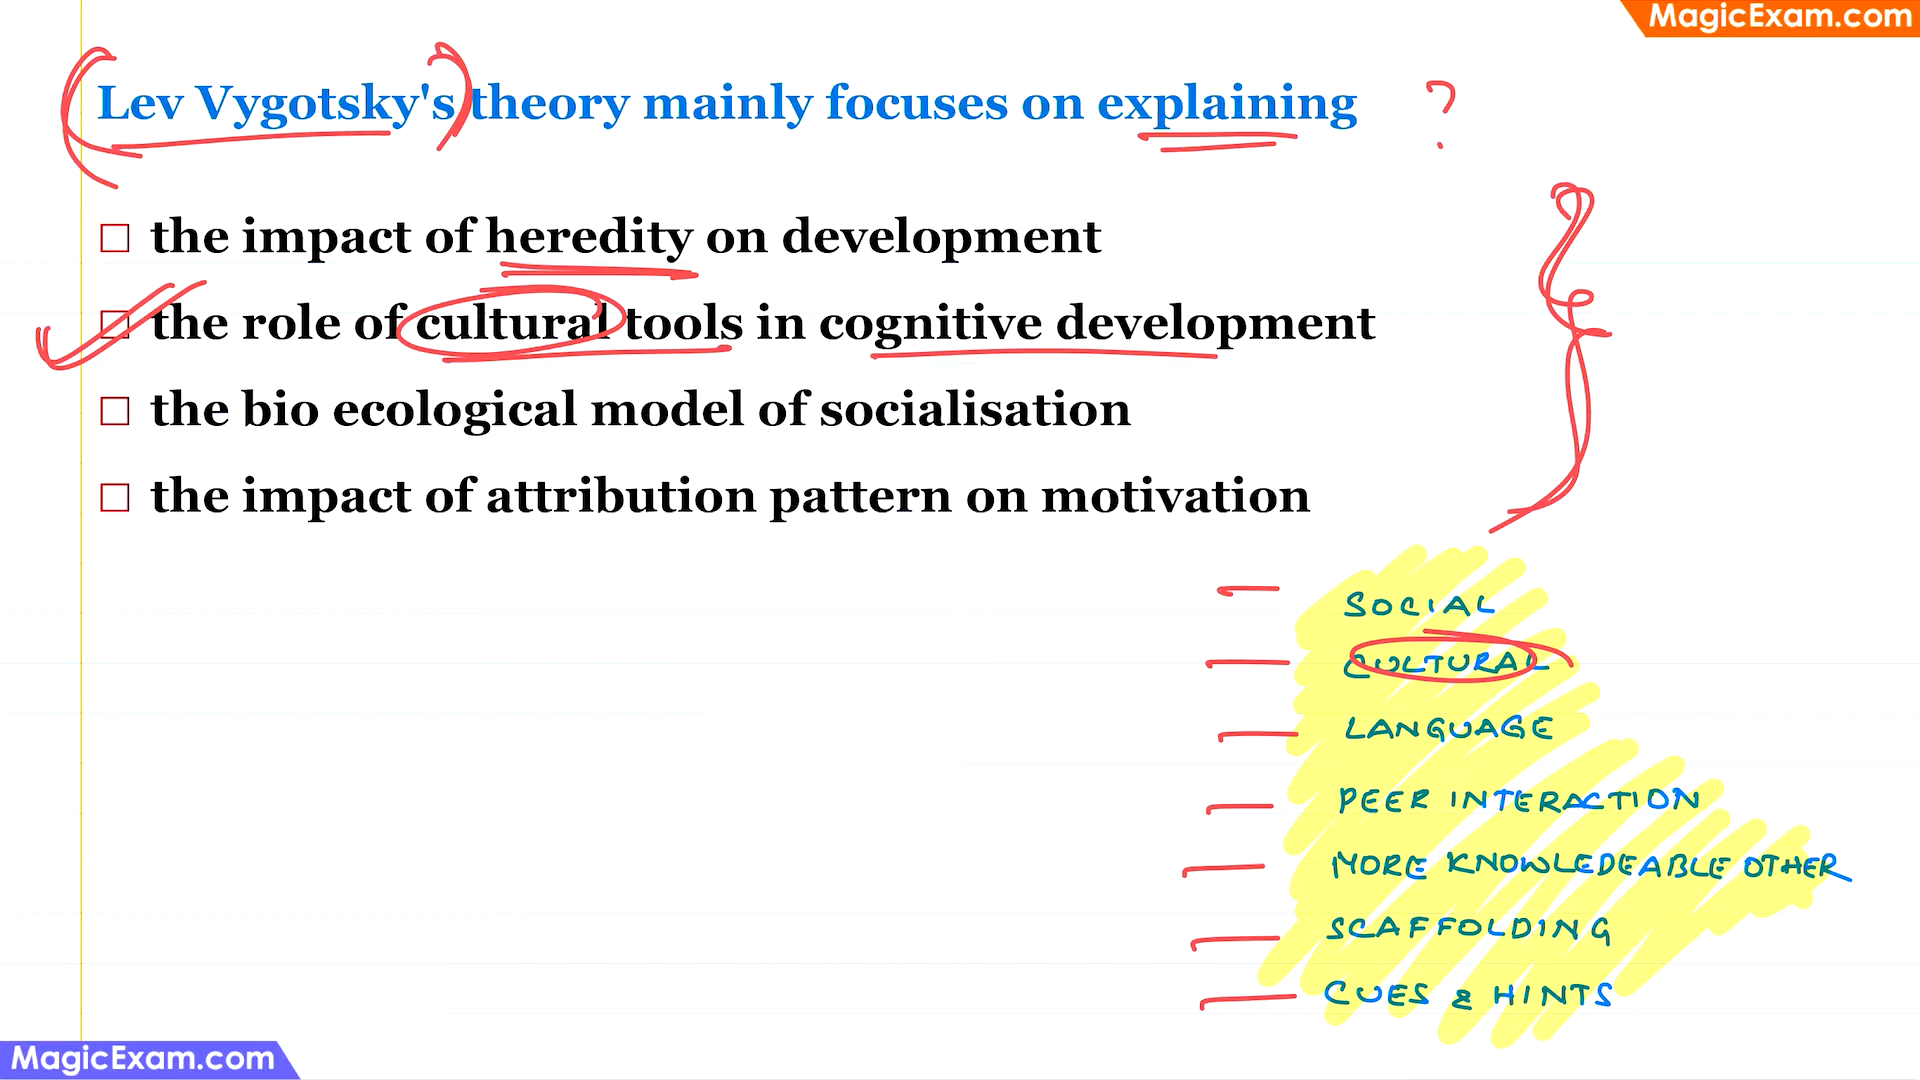 MagicExam.com
Lev Vygotsky's theory mainly focuses on explaining ?
the impact of heredity on development
the role of cultural tools in cognitive development
the bio ecological model of socialisation
the impact of attribution pattern on motivation
SOCIAL
CULTURAL
LANGUAGE
PEER INTERACTION
MORE KNOWLEDEABLE OTHER
SCAFFOLDING
CUES & HINTS
MagicExam.com